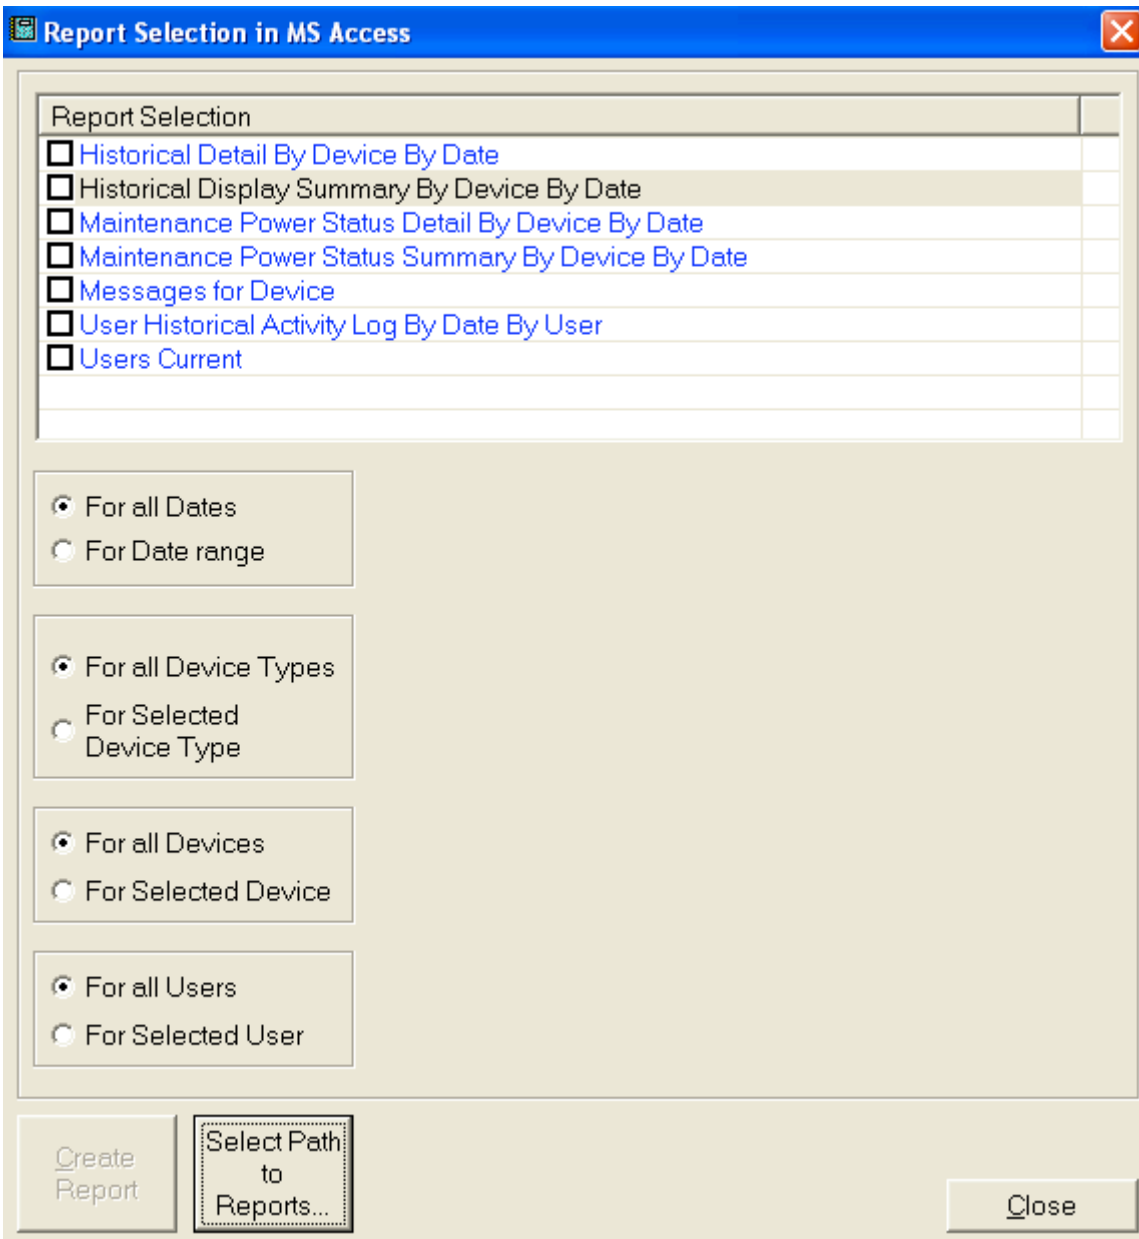 Report Selection in MS Access
Report Selection
Historical Detail By Device By Date
Historical Display Summary By Device By Date
Maintenance Power Status Detail By Device By Date
Maintenance Power Status Summary By Device By Date
Messages for Device
User Historical Activity Log By Date By User
Users Current
For all Dates
For Date range
For all Device Types
For Selected
Device Type
For all Devices
For Selected Device
For all Users
For Selected User
Create
Report
Select Path
to
Reports...
Close